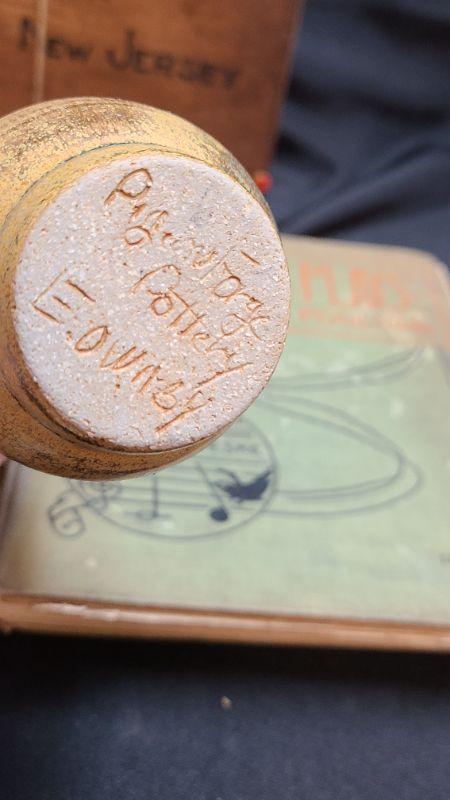 NEW JERSEY
Pigeon Forge
Pottery
E. OWNBY